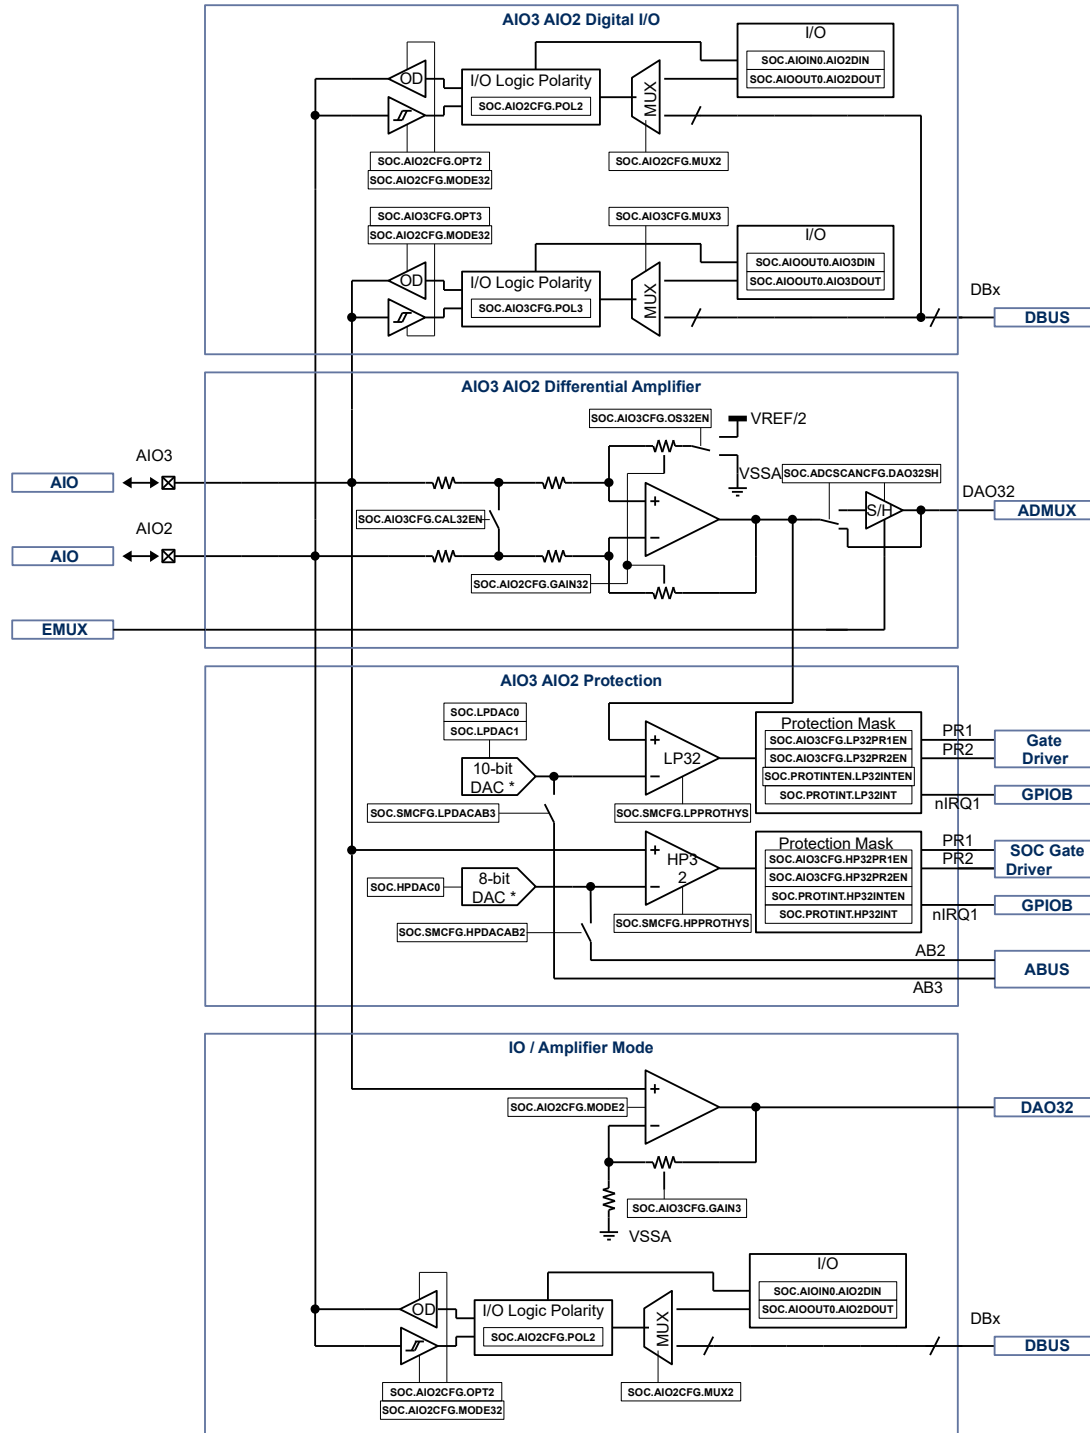 AIO3 AIO2 Digital I/O
I/O
SOC.AIOIN0.AIO2DIN
SOC.AIOOUT0.AIO2DOUT
OD
I/O Logic Polarity
SOC.AIO2CFG.POL2
MUX
SOC.AIO2CFG.OPT2
SOC.AIO2CFG.MODE32
SOC.AIO2CFG.MUX2
SOC.AIO3CFG.OPT3
SOC.AIO2CFG.MODE32
SOC.AIO3CFG.MUX3
I/O
SOC.AIOOUT0.AIO3DIN
SOC.AIOOUT0.AIO3DOUT
OD
I/O Logic Polarity
SOC.AIO3CFG.POL3
MUX
DBx
DBUS
AIO3 AIO2 Differential Amplifier
SOC.AIO3CFG.OS32EN
VREF/2
VSSA
SOC.ADCSCANCFG.DAO32SH
AIO3
AIO
SOC.AIO3CFG.CAL32EN
S/H
DAO32
ADMUX
AIO2
AIO
SOC.AIO2CFG.GAIN32
EMUX
AIO3 AIO2 Protection
SOC.LPDAC0
SOC.LPDAC1
10-bit
DAC *
LP32
Protection Mask
SOC.AIO3CFG.LP32PR1EN
SOC.AIO3CFG.LP32PR2EN
SOC.PROTINTEN.LP32INTEN
SOC.PROTINT.LP32INT
PR1
PR2
Gate
Driver
nIRQ1
GPIOB
SOC.SMCFG.LPDACAB3
SOC.SMCFG.LPPROTHYS
HP3
2
8-bit
DAC *
SOC.HPDAC0
Protection Mask
SOC.AIO3CFG.HP32PR1EN
SOC.AIO3CFG.HP32PR2EN
SOC.PROTINT.HP32INTEN
SOC.PROTINT.HP32INT
PR1
PR2
SOC Gate
Driver
nIRQ1
GPIOB
SOC.SMCFG.HPDACAB2
SOC.SMCFG.HPPROTHYS
AB2
AB3
ABUS
IO / Amplifier Mode
SOC.AIO2CFG.MODE2
DAO32
SOC.AIO3CFG.GAIN3
VSSA
I/O
SOC.AIOIN0.AIO2DIN
SOC.AIOOUT0.AIO2DOUT
OD
I/O Logic Polarity
SOC.AIO2CFG.POL2
MUX
DBx
DBUS
SOC.AIO2CFG.OPT2
SOC.AIO2CFG.MODE32
SOC.AIO2CFG.MUX2